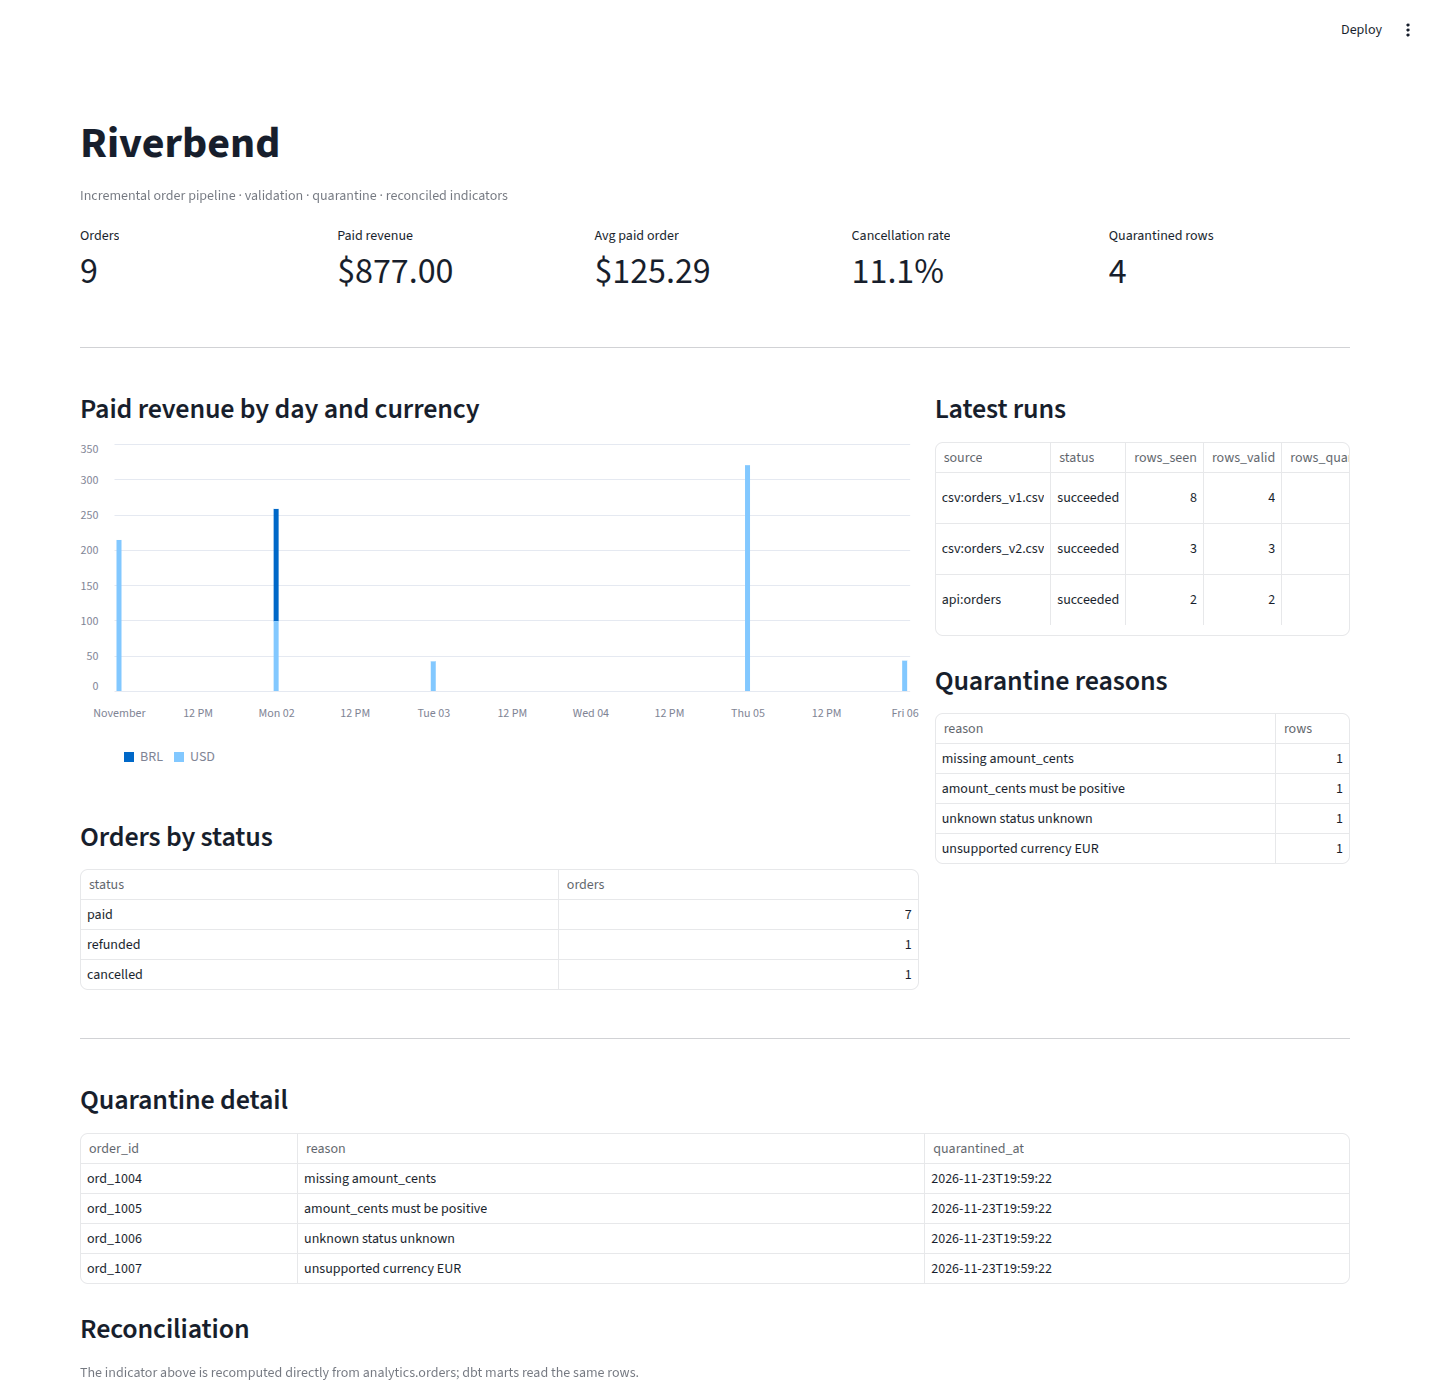 Deploy
Riverbend
Incremental order pipeline · validation · quarantine · reconciled indicators
Orders
9
Paid revenue
$877.00
Avg paid order
$125.29
Cancellation rate
11.1%
Quarantined rows
4
Paid revenue by day and currency
350
300
250
200
150
100
50
0
November 12 PM Mon 02 12 PM Tue 03 12 PM Wed 04 12 PM Thu 05 12 PM Fri 06
BRL USD
Orders by status
status orders
paid 7
refunded 1
cancelled 1
Latest runs
source status rows_seen rows_valid rows_qua
csv:orders_v1.csv succeeded 8 4
csv:orders_v2.csv succeeded 3 3
api:orders succeeded 2 2
Quarantine reasons
reason rows
missing amount_cents 1
amount_cents must be positive 1
unknown status unknown 1
unsupported currency EUR 1
Quarantine detail
order_id reason quarantined_at
ord_1004 missing amount_cents 2026-11-23T19:59:22
ord_1005 amount_cents must be positive 2026-11-23T19:59:22
ord_1006 unknown status unknown 2026-11-23T19:59:22
ord_1007 unsupported currency EUR 2026-11-23T19:59:22
Reconciliation
The indicator above is recomputed directly from analytics.orders; dbt marts read the same rows.